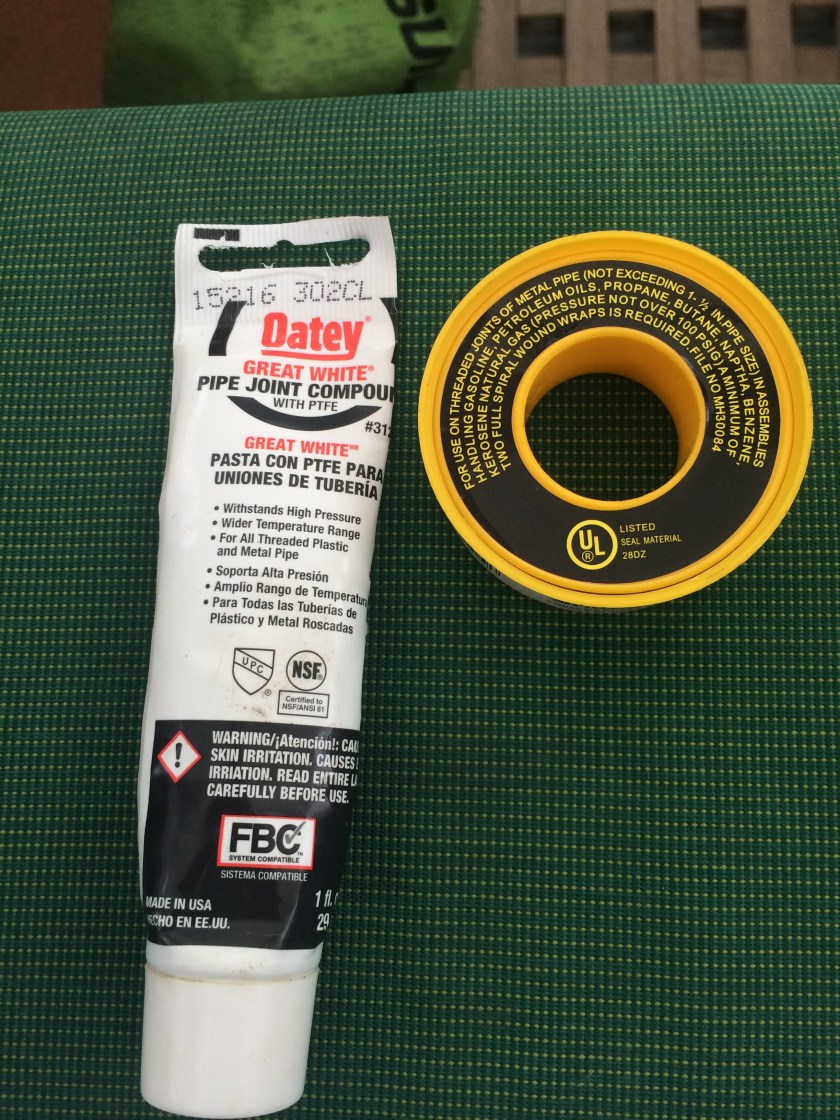 15216 302CL
Oatey®
GREAT WHITE®
PIPE JOINT COMPOUN
WITH PTFE
#312
GREAT WHITE
PASTA CON PTFE PARA
UNIONES DE TUBERÍA
• Withstands High Pressure
• Wider Temperature Range
• For All Threaded Plastic
and Metal Pipe
• Soporta Alta Presión
• Amplio Rango de Temperatura
• Para Todas las Tuberías de
Plástico y Metal Roscadas
UPC ®
NSF®
Certified to
NSF/ANSI 61
WARNING/¡Atención!:
SKIN IRRITATION. CAUSES
IRRIATION. READ ENTIRE
CAREFULLY BEFORE USE.
FBC™
SYSTEM COMPATIBLE
SISTEMA COMPATIBLE
MADE IN USA
HECHO EN EE.UU.
1 fl.
29
FOR USE ON THREADED JOINTS OF METAL PIPE (NOT EXCEEDING 1-½ IN.PIPE SIZE) IN ASSEMBLIES
HANDLING GASOLINE, PETROLEUM OILS, PROPANE, BUTANE, NAPTHA, BENZENE,
KEROSENE NATURAL GAS (PRESSURE NOT OVER 100 PSIG) A MINIMUM OF
TWO FULL SPIRAL WOUND WRAPS IS REQUIRED.FILE NO MH30084
UL ®
LISTED
SEAL MATERIAL
28DZ